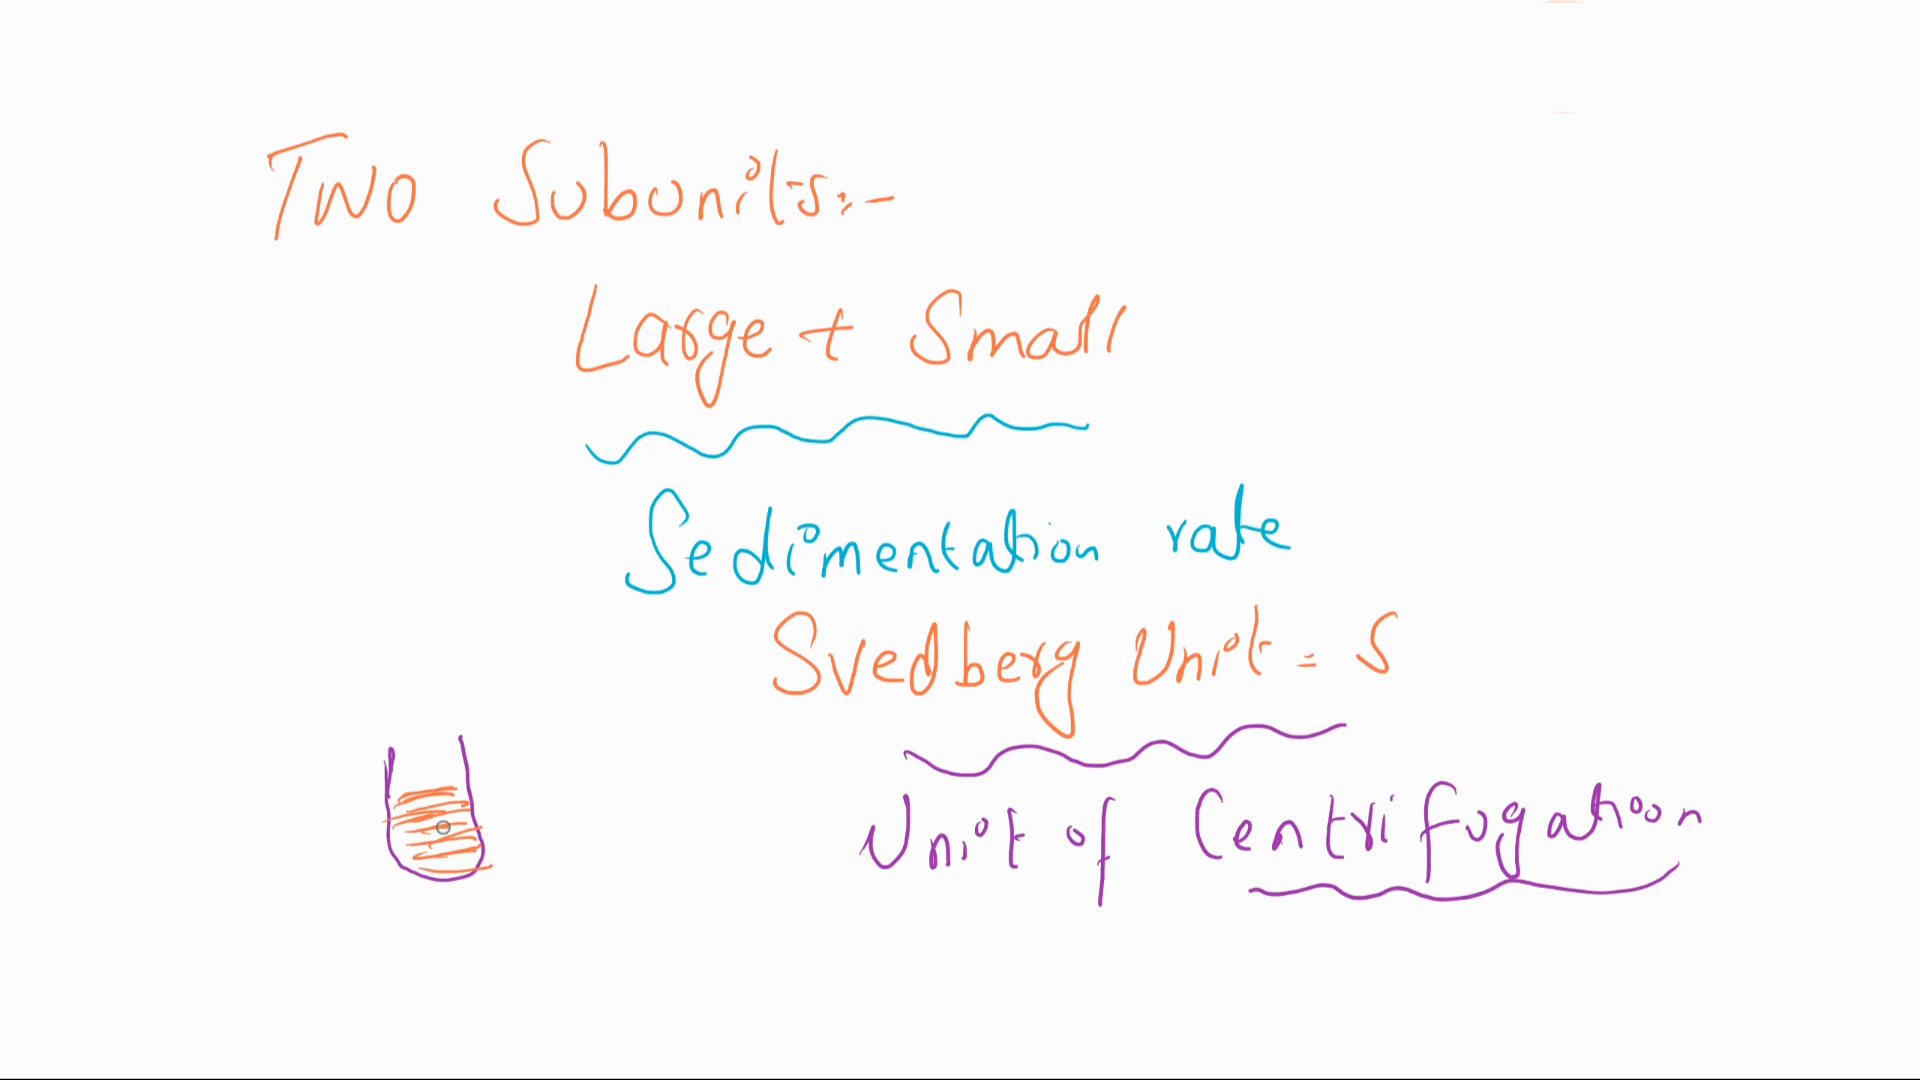 Two Subunits:-
Large + Small
Sedimentation rate
Svedberg Unit = S
Unit of Centrifugation